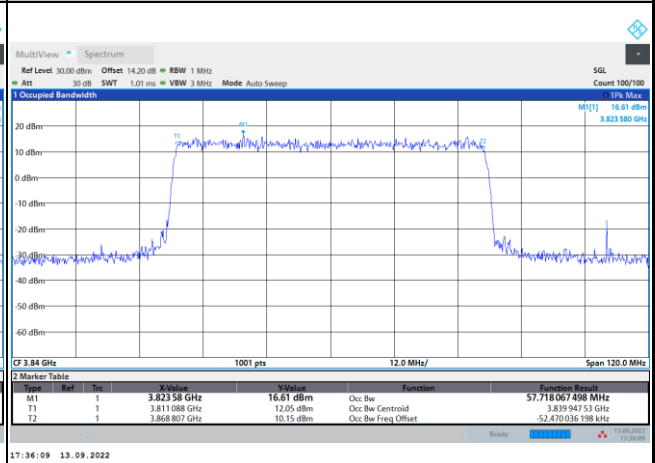 MultiView Spectrum
Ref Level 30.00 dBm Offset 14.20 dB RBW 1 MHz SGL
Att 30 dB SWT 1.01 ms VBW 3 MHz Mode Auto Sweep Count 100/100
1 Occupied Bandwidth 1Pk Max
M1[1] 16.61 dBm
3.823 580 GHz
20 dBm
M1
T1
T2
10 dBm
0 dBm
-10 dBm
-20 dBm
-30 dBm
-40 dBm
-50 dBm
-60 dBm
CF 3.84 GHz 1001 pts 12.0 MHz/ Span 120.0 MHz
2 Marker Table
Type Ref Trc X-Value Y-Value Function Function Result
M1 1 3.823 58 GHz 16.61 dBm Occ Bw 57.718 067 498 MHz
T1 1 3.811 088 GHz 12.05 dBm Occ Bw Centroid 3.839 947 53 GHz
T2 1 3.868 807 GHz 10.15 dBm Occ Bw Freq Offset -52.470 036 198 kHz
Ready 13.09.2022
17:36:09
17:36:09 13.09.2022